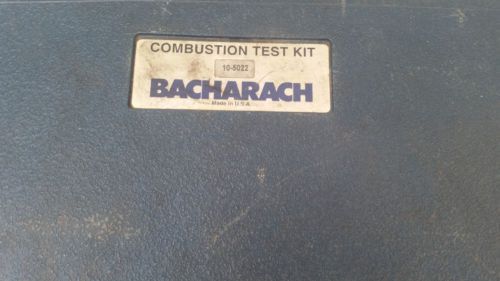 COMBUSTION TEST KIT
10-5022
BACHARACH
Made In U.S.A.